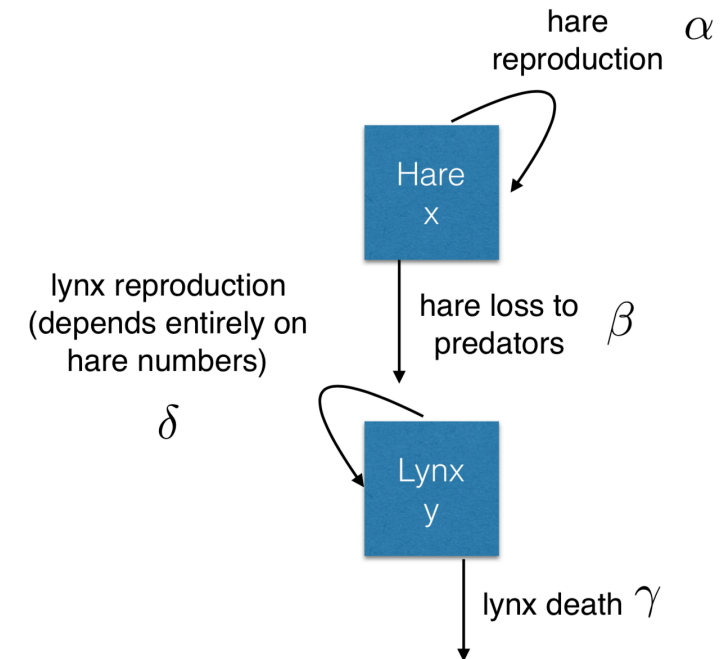 hare
reproduction α
Hare
x
lynx reproduction
(depends entirely on
hare numbers)
δ
hare loss to
predators β
Lynx
y
lynx death γ